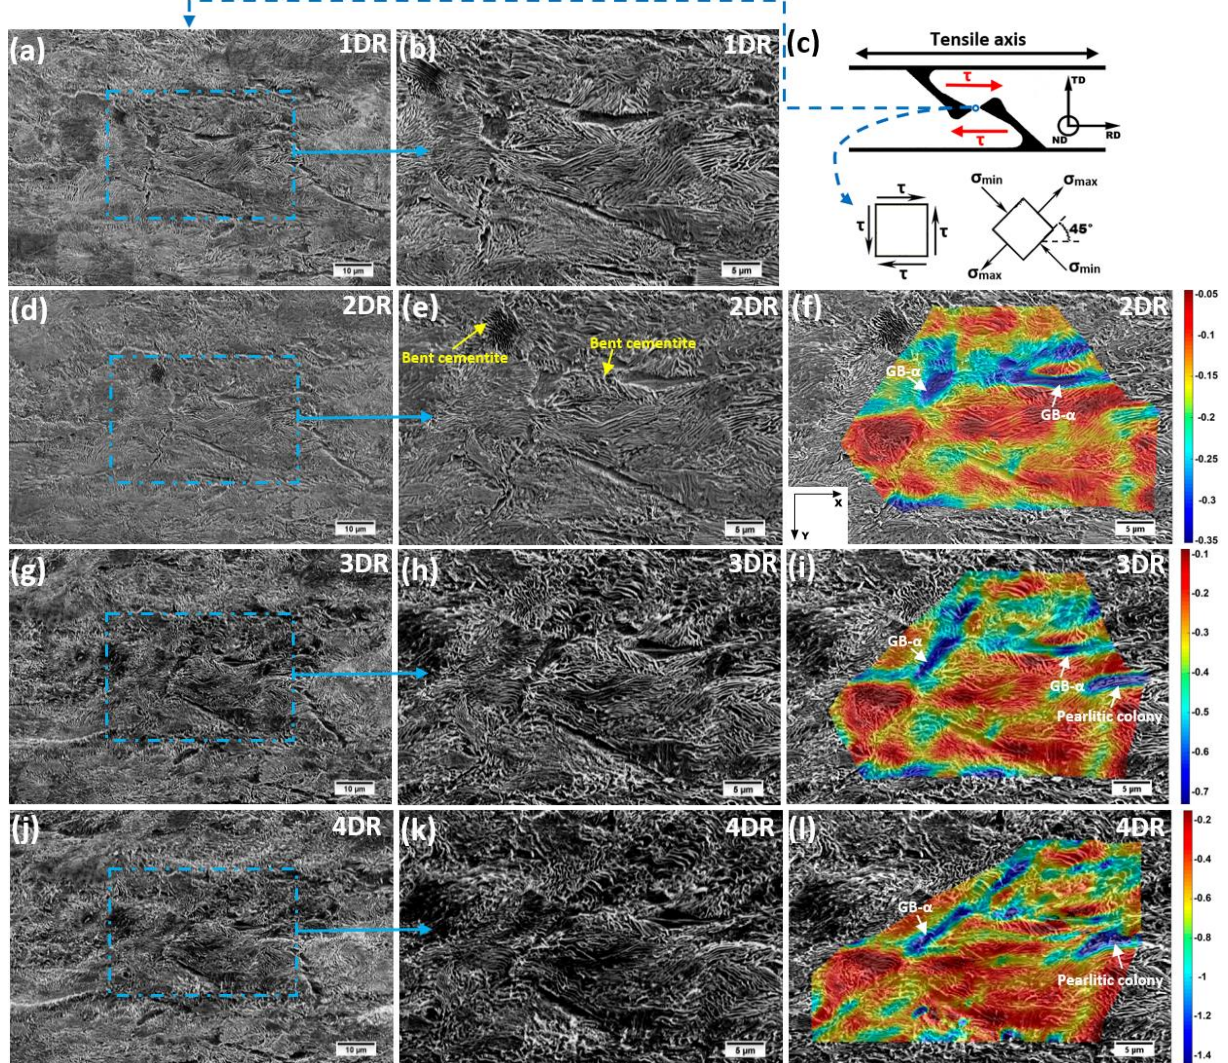 (a) 1DR
10 µm
(b) 1DR
5 µm
(c)
Tensile axis
τ
τ
TD
ND
RD
τ
τ
τ
τ
σmin
σmax
45°
σmax
σmin
(d) 2DR
10 µm
(e) 2DR
Bent cementite
Bent cementite
5 µm
(f) 2DR
GB-α
GB-α
X
Y
5 µm
-0.05
-0.1
-0.15
-0.2
-0.25
-0.3
-0.35
(g) 3DR
10 µm
(h) 3DR
5 µm
(i) 3DR
GB-α
GB-α
Pearlitic colony
5 µm
-0.1
-0.2
-0.3
-0.4
-0.5
-0.6
-0.7
(j) 4DR
10 µm
(k) 4DR
5 µm
(l) 4DR
GB-α
Pearlitic colony
5 µm
-0.2
-0.4
-0.6
-0.8
-1
-1.2
-1.4